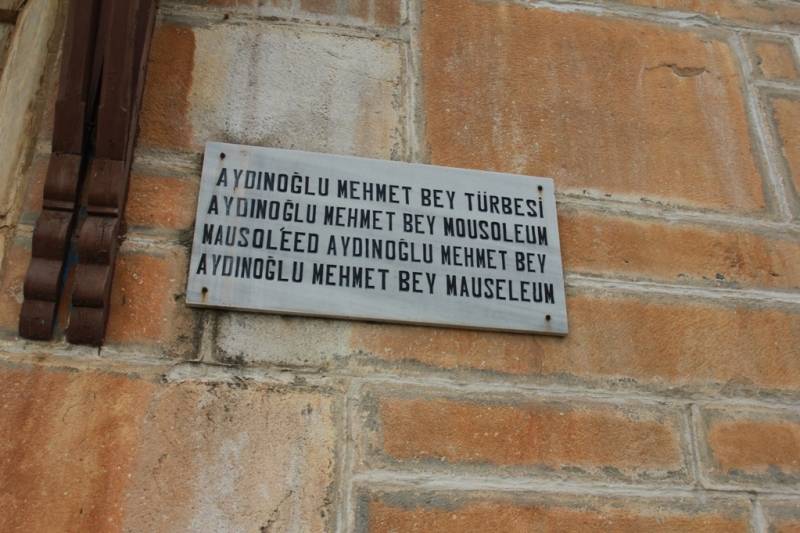 AYDINOĞLU MEHMET BEY TÜRBESİ
AYDINOĞLU MEHMET BEY MOUSOLEUM
MAUSOLÉED AYDINOĞLU MEHMET BEY
AYDINOĞLU MEHMET BEY MAUSELEUM